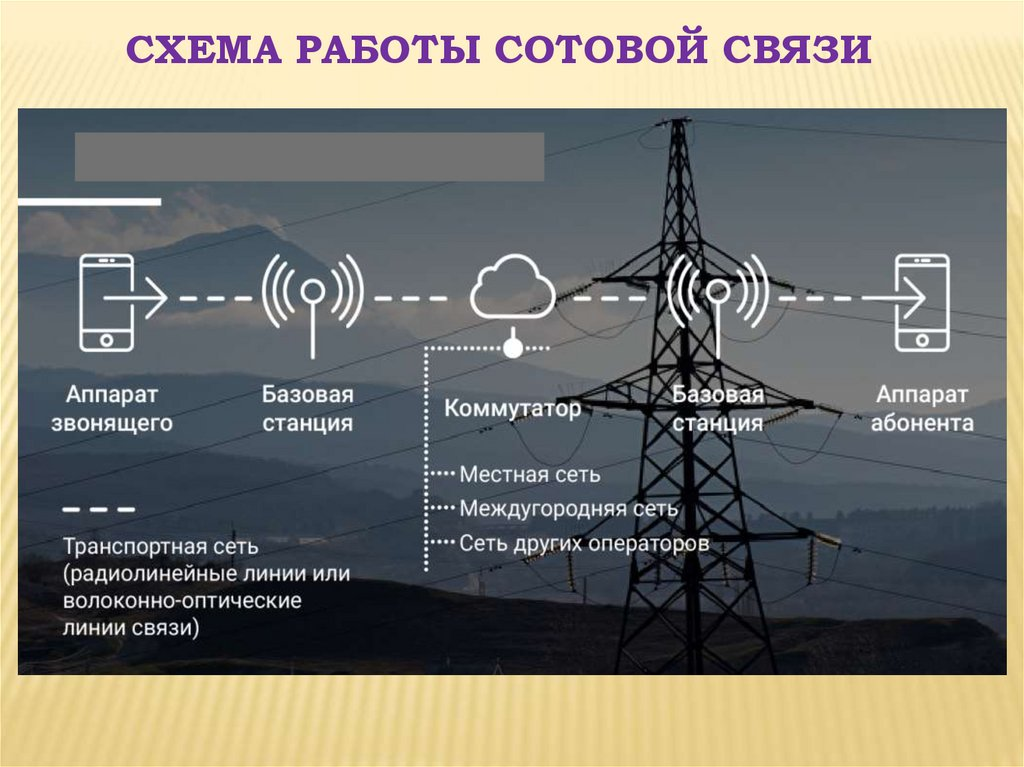 СХЕМА РАБОТЫ СОТОВОЙ СВЯЗИ
Аппарат
звонящего
Базовая
станция
Коммутатор
Базовая
станция
Аппарат
абонента
Местная сеть
Междугородняя сеть
Сеть других операторов
Транспортная сеть
(радиолинейные линии или
волоконно-оптические
линии связи)